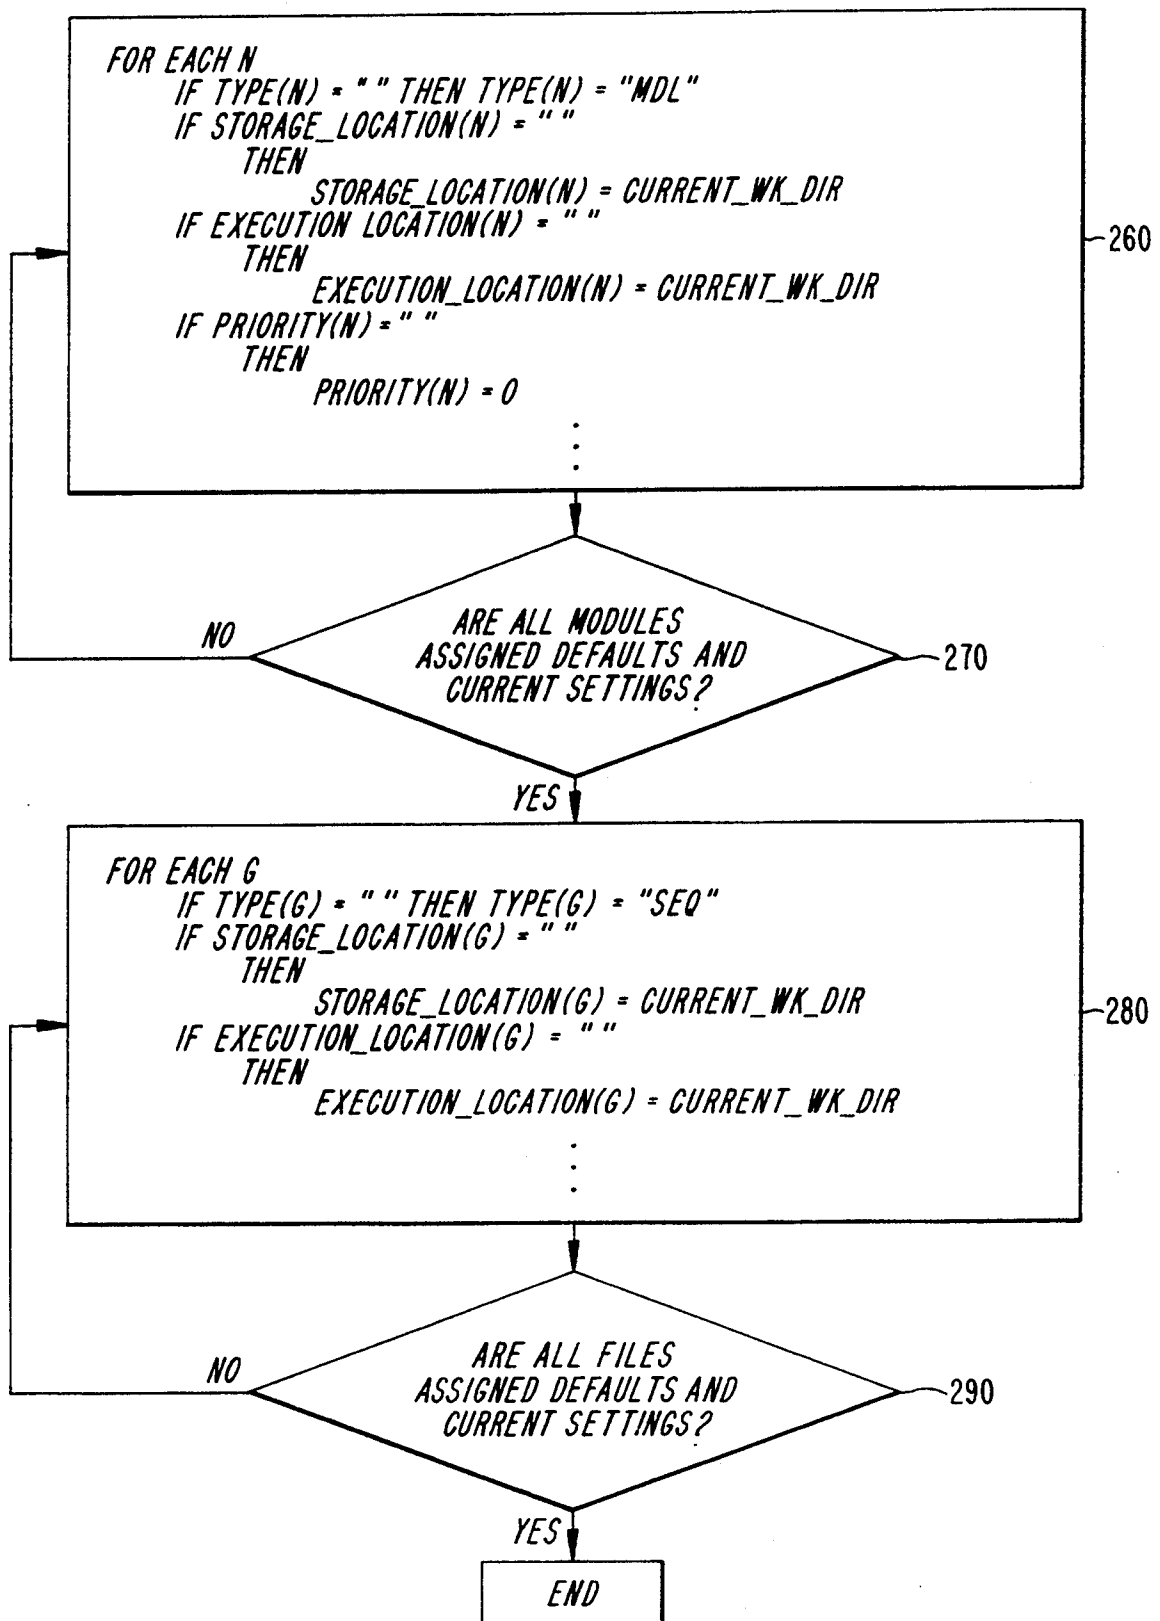 FOR EACH N
IF TYPE(N) = " " THEN TYPE(N) = "MDL"
IF STORAGE_LOCATION(N) = " "
THEN
STORAGE_LOCATION(N) = CURRENT_WK_DIR
IF EXECUTION LOCATION(N) = " "
THEN
EXECUTION_LOCATION(N) = CURRENT_WK_DIR
IF PRIORITY(N) = " "
THEN
PRIORITY(N) = 0
260
ARE ALL MODULES
ASSIGNED DEFAULTS AND
CURRENT SETTINGS?
NO
270
YES
FOR EACH G
IF TYPE(G) = " " THEN TYPE(G) = "SEQ"
IF STORAGE_LOCATION(G) = " "
THEN
STORAGE_LOCATION(G) = CURRENT_WK_DIR
IF EXECUTION_LOCATION(G) = " "
THEN
EXECUTION_LOCATION(G) = CURRENT_WK_DIR
280
ARE ALL FILES
ASSIGNED DEFAULTS AND
CURRENT SETTINGS?
NO
290
YES
END